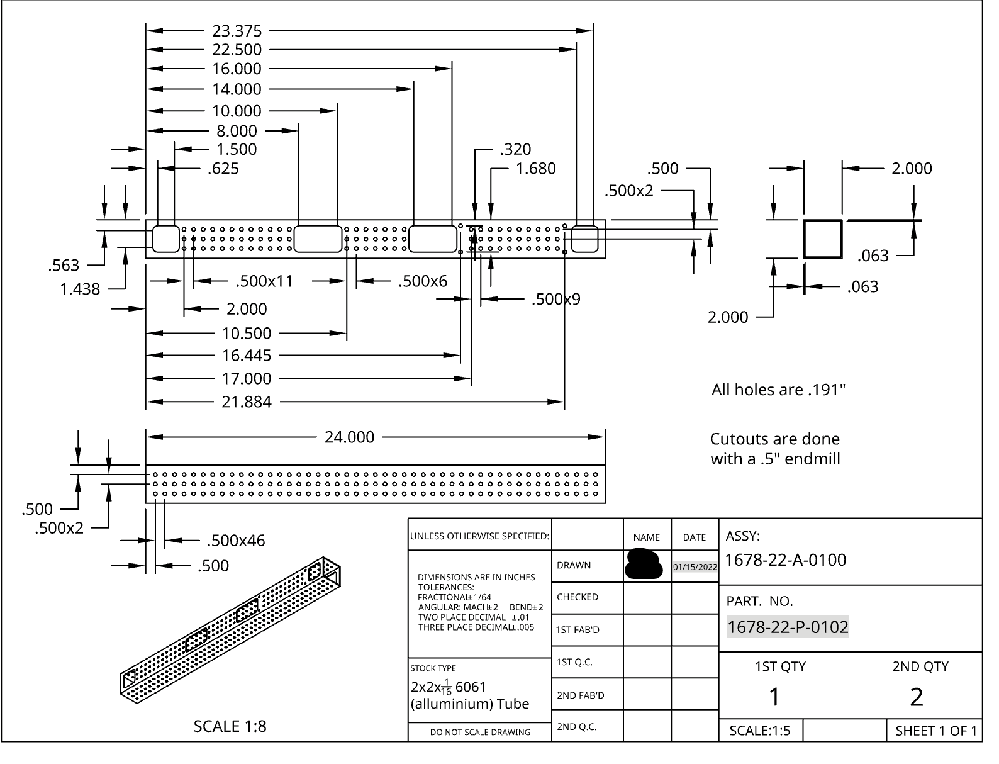 23.375
22.500
16.000
14.000
10.000
8.000
1.500
.625
.320
1.680
.500
.500x2
2.000
.563
1.438
.063
.063
2.000
.500x11
.500x6
.500x9
2.000
10.500
16.445
17.000
21.884
All holes are .191"
Cutouts are done
with a .5" endmill
24.000
.500
.500x2
.500x46
.500
SCALE 1:8
UNLESS OTHERWISE SPECIFIED:
DIMENSIONS ARE IN INCHES
TOLERANCES:
FRACTIONAL±1/64
ANGULAR: MACH±2 BEND±2
TWO PLACE DECIMAL ±.01
THREE PLACE DECIMAL±.005
STOCK TYPE
2x2x1/16 6061
(alluminium) Tube
DO NOT SCALE DRAWING
NAME DATE
DRAWN 01/15/2022
CHECKED
1ST FAB'D
1ST Q.C.
2ND FAB'D
2ND Q.C.
ASSY:
1678-22-A-0100
PART. NO.
1678-22-P-0102
1ST QTY 2ND QTY
1 2
SCALE:1:5 SHEET 1 OF 1